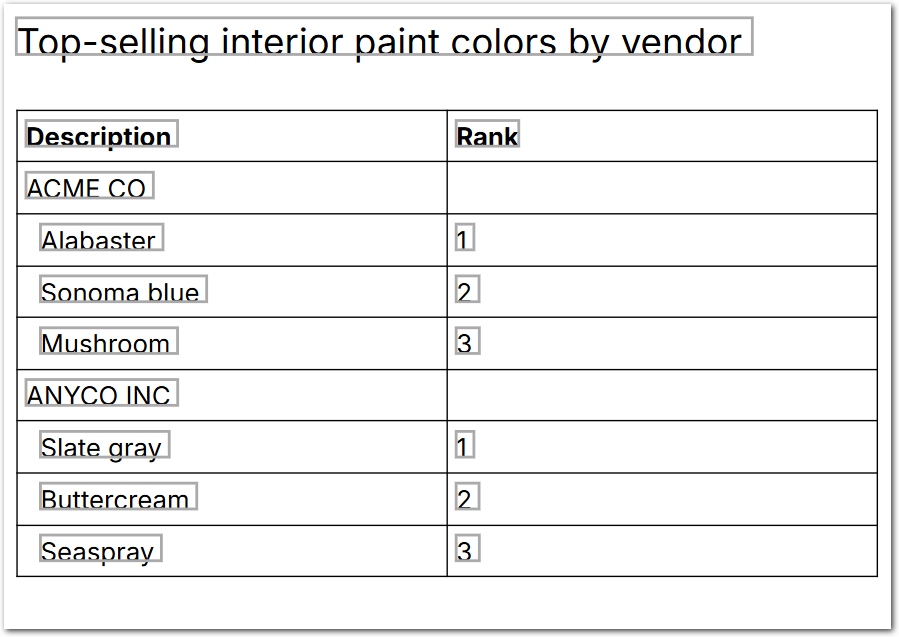 Top-selling interior paint colors by vendor
Description Rank
ACME CO
Alabaster 1
Sonoma blue 2
Mushroom 3
ANYCO INC
Slate gray 1
Buttercream 2
Seaspray 3